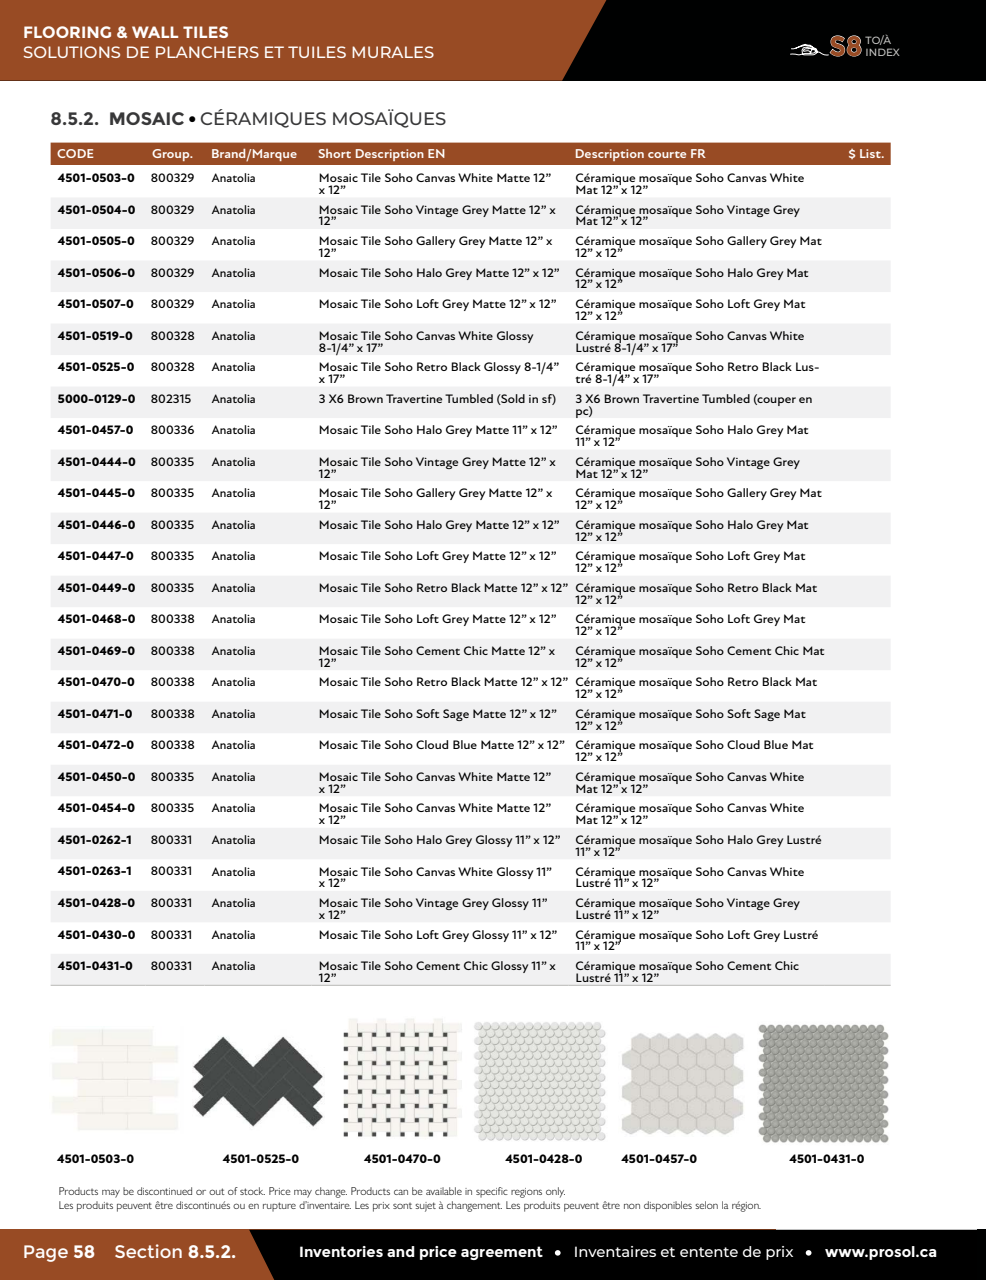 FLOORING & WALL TILES
SOLUTIONS DE PLANCHERS ET TUILES MURALES
S8 TO/À
INDEX
8.5.2. MOSAIC • CÉRAMIQUES MOSAÏQUES
CODE Group. Brand/Marque Short Description EN Description courte FR $ List.
4501-0503-0 800329 Anatolia Mosaic Tile Soho Canvas White Matte 12” Céramique mosaïque Soho Canvas White
x 12” Mat 12” x 12”
4501-0504-0 800329 Anatolia Mosaic Tile Soho Vintage Grey Matte 12” x Céramique mosaïque Soho Vintage Grey
12” Mat 12” x 12”
4501-0505-0 800329 Anatolia Mosaic Tile Soho Gallery Grey Matte 12” x Céramique mosaïque Soho Gallery Grey Mat
12” 12” x 12”
4501-0506-0 800329 Anatolia Mosaic Tile Soho Halo Grey Matte 12” x 12” Céramique mosaïque Soho Halo Grey Mat
12” x 12”
4501-0507-0 800329 Anatolia Mosaic Tile Soho Loft Grey Matte 12” x 12” Céramique mosaïque Soho Loft Grey Mat
12” x 12”
4501-0519-0 800328 Anatolia Mosaic Tile Soho Canvas White Glossy Céramique mosaïque Soho Canvas White
8-1/4” x 17” Lustré 8-1/4” x 17”
4501-0525-0 800328 Anatolia Mosaic Tile Soho Retro Black Glossy 8-1/4” Céramique mosaïque Soho Retro Black Lus-
x 17” tré 8-1/4” x 17”
5000-0129-0 802315 Anatolia 3 X6 Brown Travertine Tumbled (Sold in sf) 3 X6 Brown Travertine Tumbled (couper en
pc)
4501-0457-0 800336 Anatolia Mosaic Tile Soho Halo Grey Matte 11” x 12” Céramique mosaïque Soho Halo Grey Mat
11” x 12”
4501-0444-0 800335 Anatolia Mosaic Tile Soho Vintage Grey Matte 12” x Céramique mosaïque Soho Vintage Grey
12” Mat 12” x 12”
4501-0445-0 800335 Anatolia Mosaic Tile Soho Gallery Grey Matte 12” x Céramique mosaïque Soho Gallery Grey Mat
12” 12” x 12”
4501-0446-0 800335 Anatolia Mosaic Tile Soho Halo Grey Matte 12” x 12” Céramique mosaïque Soho Halo Grey Mat
12” x 12”
4501-0447-0 800335 Anatolia Mosaic Tile Soho Loft Grey Matte 12” x 12” Céramique mosaïque Soho Loft Grey Mat
12” x 12”
4501-0449-0 800335 Anatolia Mosaic Tile Soho Retro Black Matte 12” x 12” Céramique mosaïque Soho Retro Black Mat
12” x 12”
4501-0468-0 800338 Anatolia Mosaic Tile Soho Loft Grey Matte 12” x 12” Céramique mosaïque Soho Loft Grey Mat
12” x 12”
4501-0469-0 800338 Anatolia Mosaic Tile Soho Cement Chic Matte 12” x Céramique mosaïque Soho Cement Chic Mat
12” 12” x 12”
4501-0470-0 800338 Anatolia Mosaic Tile Soho Retro Black Matte 12” x 12” Céramique mosaïque Soho Retro Black Mat
12” x 12”
4501-0471-0 800338 Anatolia Mosaic Tile Soho Soft Sage Matte 12” x 12” Céramique mosaïque Soho Soft Sage Mat
12” x 12”
4501-0472-0 800338 Anatolia Mosaic Tile Soho Cloud Blue Matte 12” x 12” Céramique mosaïque Soho Cloud Blue Mat
12” x 12”
4501-0450-0 800335 Anatolia Mosaic Tile Soho Canvas White Matte 12” Céramique mosaïque Soho Canvas White
x 12” Mat 12” x 12”
4501-0454-0 800335 Anatolia Mosaic Tile Soho Canvas White Matte 12” Céramique mosaïque Soho Canvas White
x 12” Mat 12” x 12”
4501-0262-1 800331 Anatolia Mosaic Tile Soho Halo Grey Glossy 11” x 12” Céramique mosaïque Soho Halo Grey Lustré
11” x 12”
4501-0263-1 800331 Anatolia Mosaic Tile Soho Canvas White Glossy 11” Céramique mosaïque Soho Canvas White
x 12” Lustré 11” x 12”
4501-0428-0 800331 Anatolia Mosaic Tile Soho Vintage Grey Glossy 11” Céramique mosaïque Soho Vintage Grey
x 12” Lustré 11” x 12”
4501-0430-0 800331 Anatolia Mosaic Tile Soho Loft Grey Glossy 11” x 12” Céramique mosaïque Soho Loft Grey Lustré
11” x 12”
4501-0431-0 800331 Anatolia Mosaic Tile Soho Cement Chic Glossy 11” x Céramique mosaïque Soho Cement Chic
12” Lustré 11” x 12”
4501-0503-0 4501-0525-0 4501-0470-0 4501-0428-0 4501-0457-0 4501-0431-0
Products may be discontinued or out of stock. Price may change. Products can be available in specific regions only.
Les produits peuvent être discontinués ou en rupture d’inventaire. Les prix sont sujet à changement. Les produits peuvent être non disponibles selon la région.
Page 58 Section 8.5.2. Inventories and price agreement • Inventaires et entente de prix • www.prosol.ca